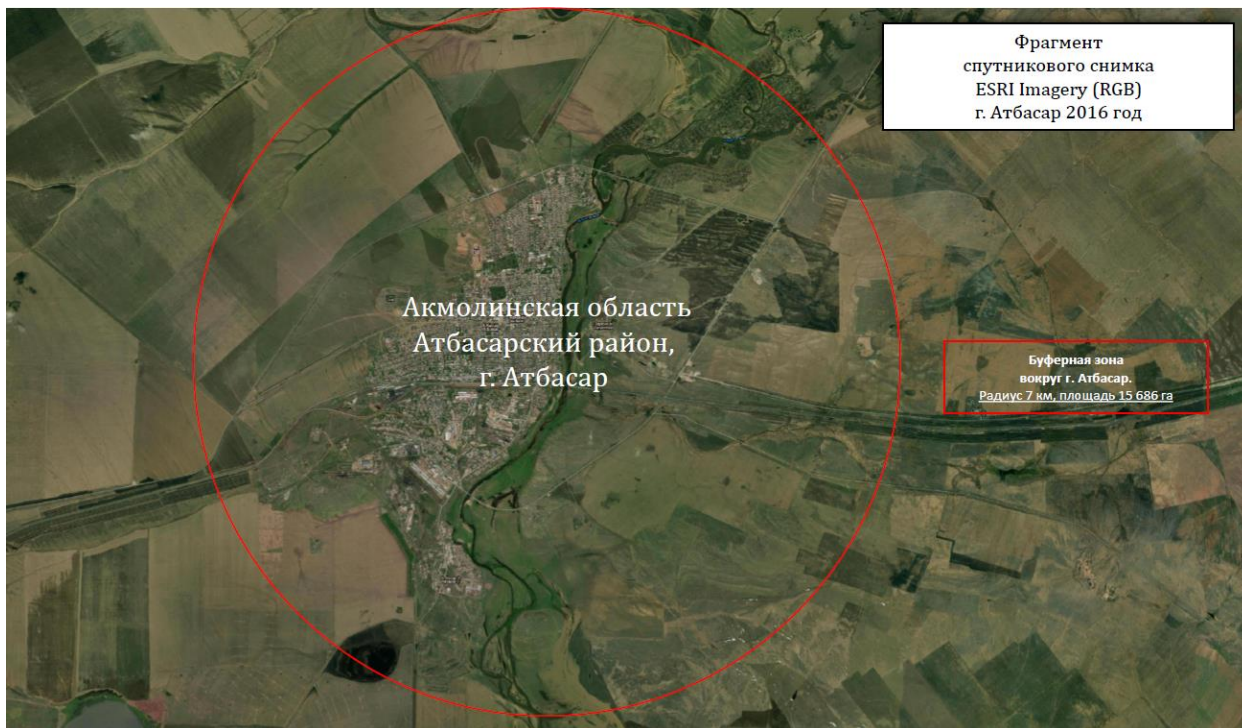 Фрагмент
спутникового снимка
ESRI Imagery (RGB)
г. Атбасар 2016 год
Акмолинская область
Атбасарский район,
г. Атбасар
Буферная зона
вокруг г. Атбасар.
Радиус 7 км, площадь 15 686 га